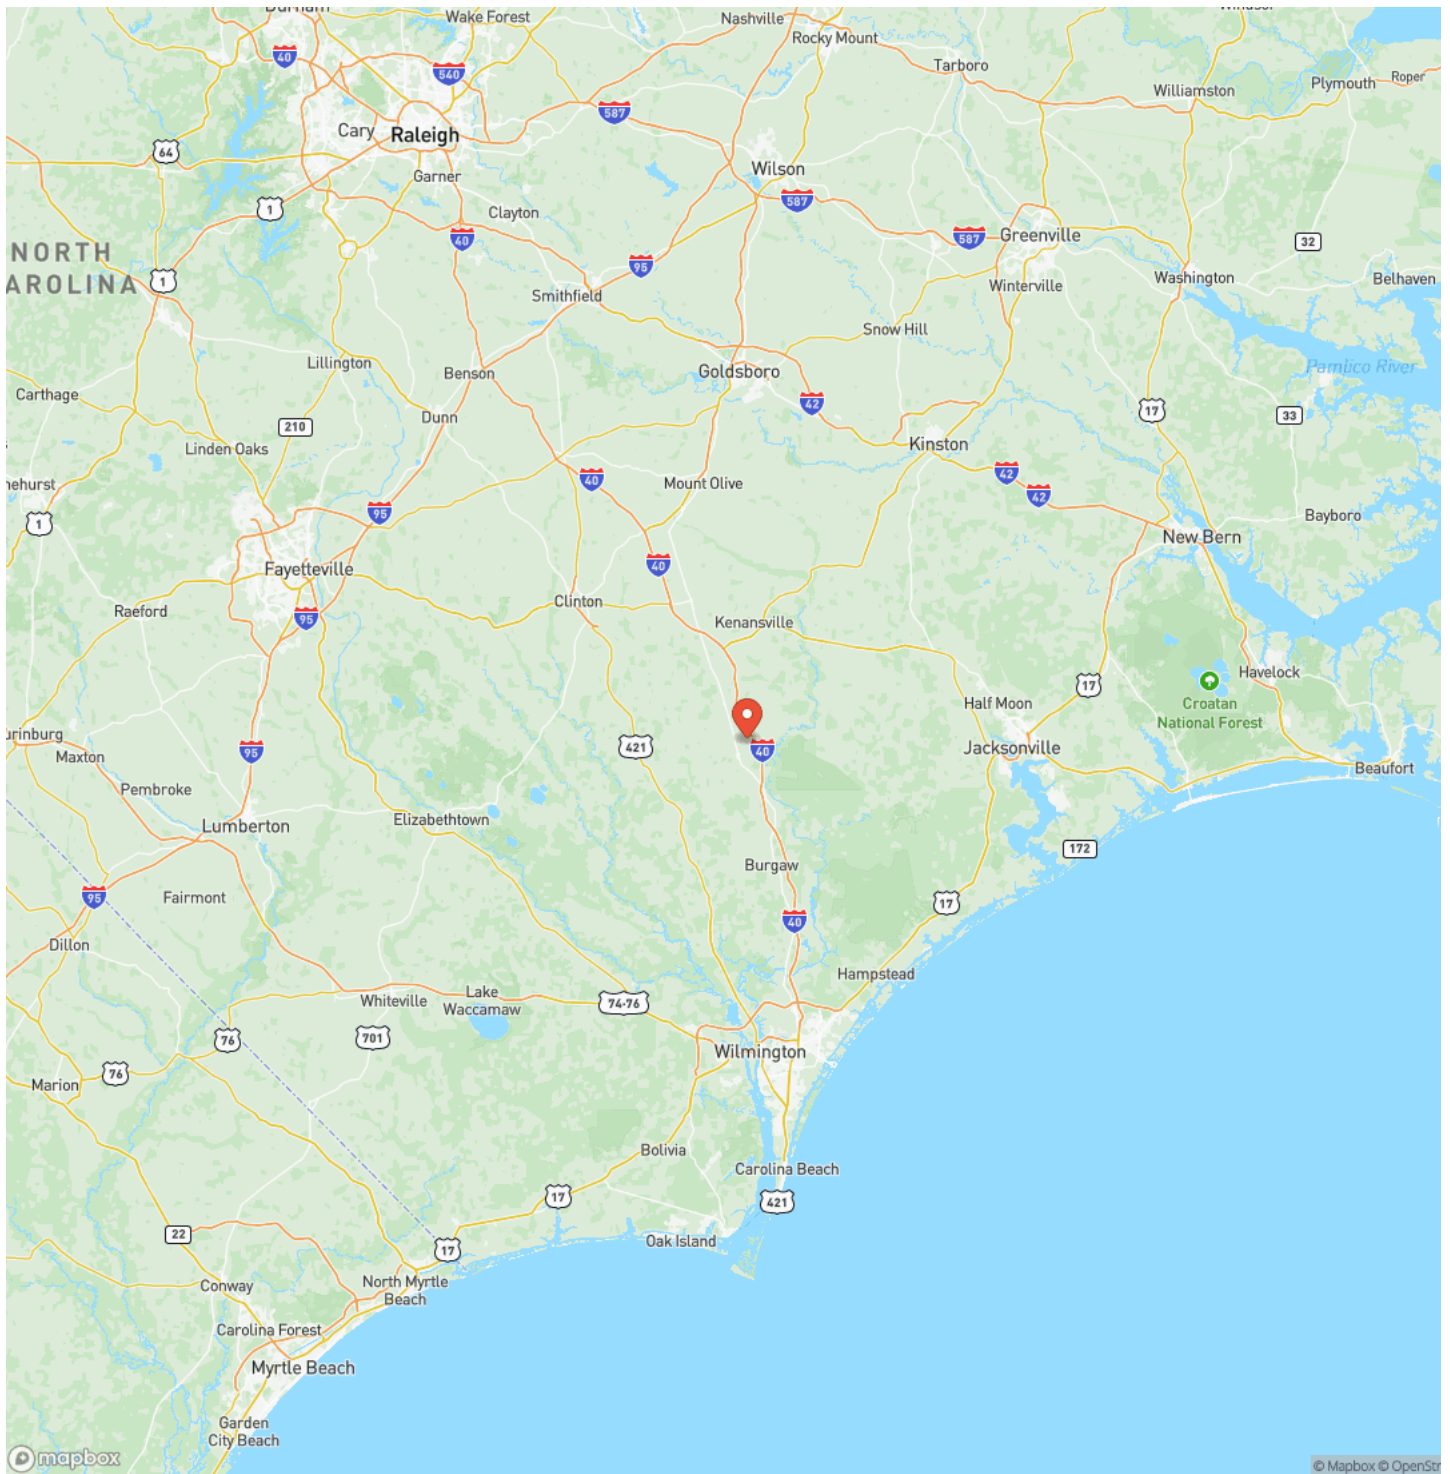 Durham
Wake Forest
Nashville
Windsor
Rocky Mount
40
540
Tarboro
Plymouth
Roper
Williamston
587
Cary
Raleigh
64
Garner
Wilson
587
1
Clayton
40
587
Greenville
32
NORTH
AROLINA
1
95
Smithfield
Winterville
Washington
Belhaven
Snow Hill
Lillington
Benson
Goldsboro
Pamlico River
Carthage
42
17
33
Dunn
210
Linden Oaks
Kinston
nehurst
40
Mount Olive
42
42
1
95
Bayboro
New Bern
Fayetteville
40
Raeford
95
Clinton
Kenansville
Havelock
17
Croatan
National Forest
Half Moon
urinburg
Maxton
95
421
40
Jacksonville
Beaufort
Pembroke
Lumberton
Elizabethtown
172
Burgaw
95
Fairmont
17
40
Dillon
Hampstead
Whiteville
Lake
Waccamaw
74-76
76
701
Wilmington
Marion
76
Bolivia
Carolina Beach
17
421
22
17
Oak Island
Conway
North Myrtle
Beach
Carolina Forest
Myrtle Beach
Garden
City Beach
mapbox
© Mapbox © OpenStr